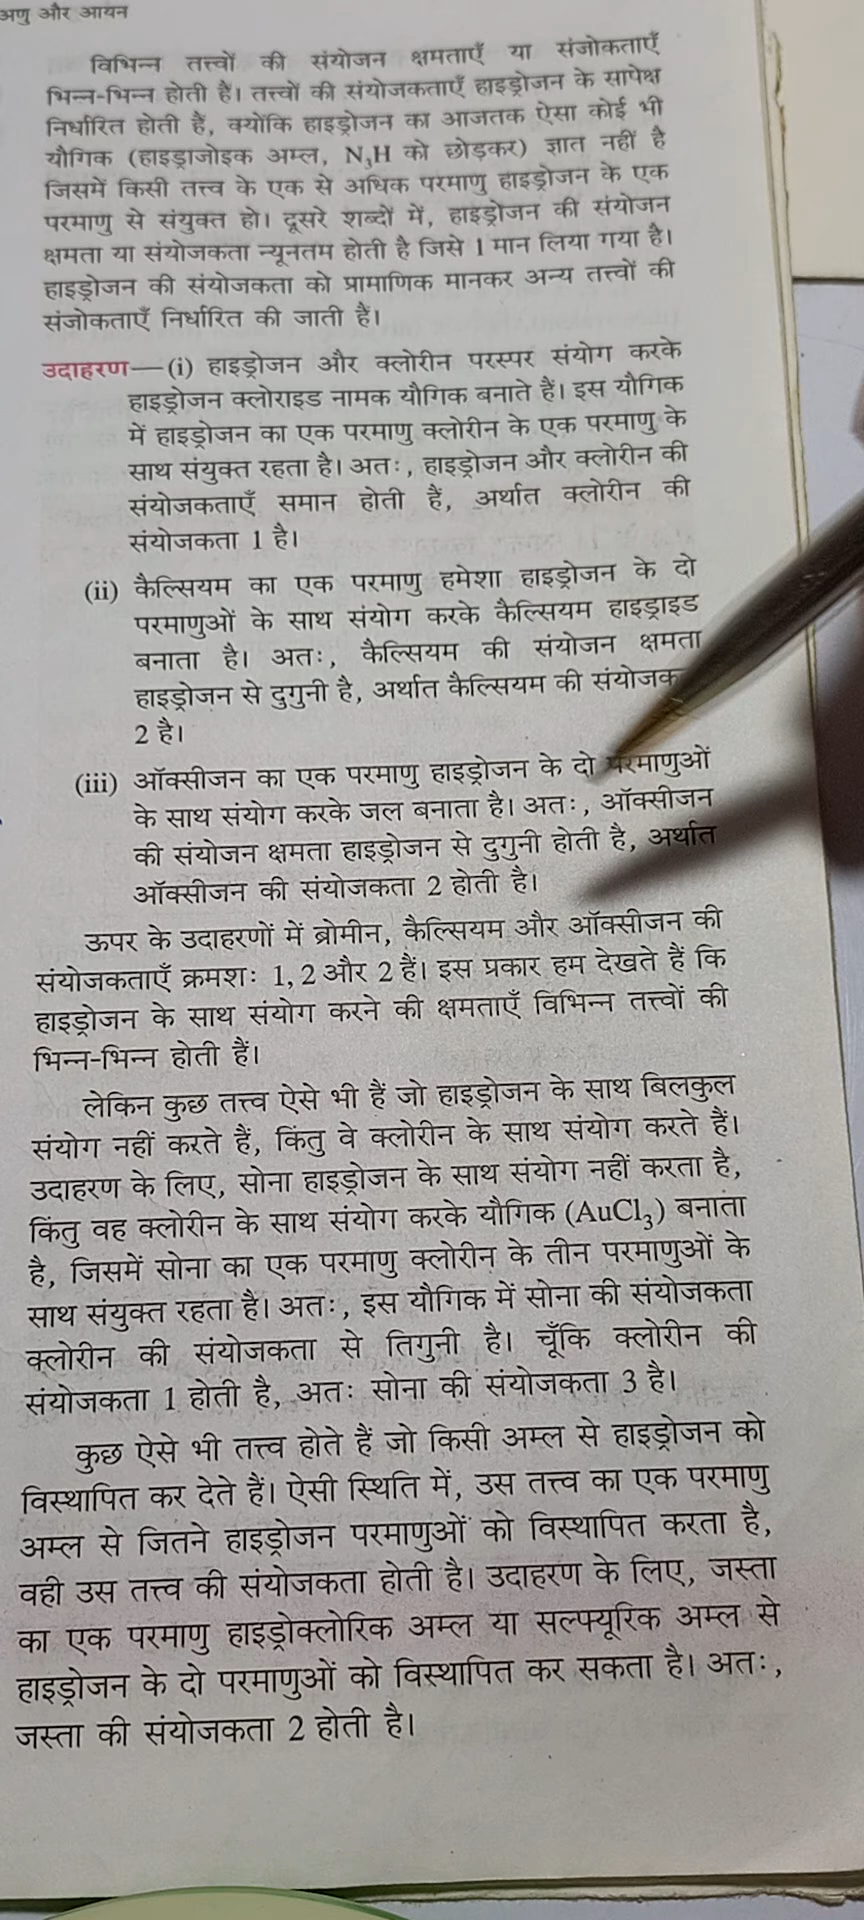 अणु और आयन
विभिन्न तत्त्वों की संयोजन क्षमताएँ या संजोकताएँ
भिन्न-भिन्न होती हैं। तत्त्वों की संयोजकताएँ हाइड्रोजन के सापेक्ष
निर्धारित होती हैं, क्योंकि हाइड्रोजन का आजतक ऐसा कोई भी
यौगिक (हाइड्राजोइक अम्ल, N₃H को छोड़कर) ज्ञात नहीं है
जिसमें किसी तत्त्व के एक से अधिक परमाणु हाइड्रोजन के एक
परमाणु से संयुक्त हो। दूसरे शब्दों में, हाइड्रोजन की संयोजन
क्षमता या संयोजकता न्यूनतम होती है जिसे 1 मान लिया गया है।
हाइड्रोजन की संयोजकता को प्रामाणिक मानकर अन्य तत्त्वों की
संजोकताएँ निर्धारित की जाती हैं।
उदाहरण—(i) हाइड्रोजन और क्लोरीन परस्पर संयोग करके
हाइड्रोजन क्लोराइड नामक यौगिक बनाते हैं। इस यौगिक
में हाइड्रोजन का एक परमाणु क्लोरीन के एक परमाणु के
साथ संयुक्त रहता है। अतः, हाइड्रोजन और क्लोरीन की
संयोजकताएँ समान होती हैं, अर्थात क्लोरीन की
संयोजकता 1 है।
(ii) कैल्सियम का एक परमाणु हमेशा हाइड्रोजन के दो
परमाणुओं के साथ संयोग करके कैल्सियम हाइड्राइड
बनाता है। अतः, कैल्सियम की संयोजन क्षमता
हाइड्रोजन से दुगुनी है, अर्थात कैल्सियम की संयोजक
2 है।
(iii) ऑक्सीजन का एक परमाणु हाइड्रोजन के दो परमाणुओं
के साथ संयोग करके जल बनाता है। अतः, ऑक्सीजन
की संयोजन क्षमता हाइड्रोजन से दुगुनी होती है, अर्थात
ऑक्सीजन की संयोजकता 2 होती है।
ऊपर के उदाहरणों में ब्रोमीन, कैल्सियम और ऑक्सीजन की
संयोजकताएँ क्रमशः 1, 2 और 2 हैं। इस प्रकार हम देखते हैं कि
हाइड्रोजन के साथ संयोग करने की क्षमताएँ विभिन्न तत्त्वों की
भिन्न-भिन्न होती हैं।
लेकिन कुछ तत्त्व ऐसे भी हैं जो हाइड्रोजन के साथ बिलकुल
संयोग नहीं करते हैं, किंतु वे क्लोरीन के साथ संयोग करते हैं।
उदाहरण के लिए, सोना हाइड्रोजन के साथ संयोग नहीं करता है,
किंतु वह क्लोरीन के साथ संयोग करके यौगिक (AuCl₃) बनाता
है, जिसमें सोना का एक परमाणु क्लोरीन के तीन परमाणुओं के
साथ संयुक्त रहता है। अतः, इस यौगिक में सोना की संयोजकता
क्लोरीन की संयोजकता से तिगुनी है। चूँकि क्लोरीन की
संयोजकता 1 होती है, अतः सोना की संयोजकता 3 है।
कुछ ऐसे भी तत्त्व होते हैं जो किसी अम्ल से हाइड्रोजन को
विस्थापित कर देते हैं। ऐसी स्थिति में, उस तत्त्व का एक परमाणु
अम्ल से जितने हाइड्रोजन परमाणुओं को विस्थापित करता है,
वही उस तत्त्व की संयोजकता होती है। उदाहरण के लिए, जस्ता
का एक परमाणु हाइड्रोक्लोरिक अम्ल या सल्फ्यूरिक अम्ल से
हाइड्रोजन के दो परमाणुओं को विस्थापित कर सकता है। अतः,
जस्ता की संयोजकता 2 होती है।